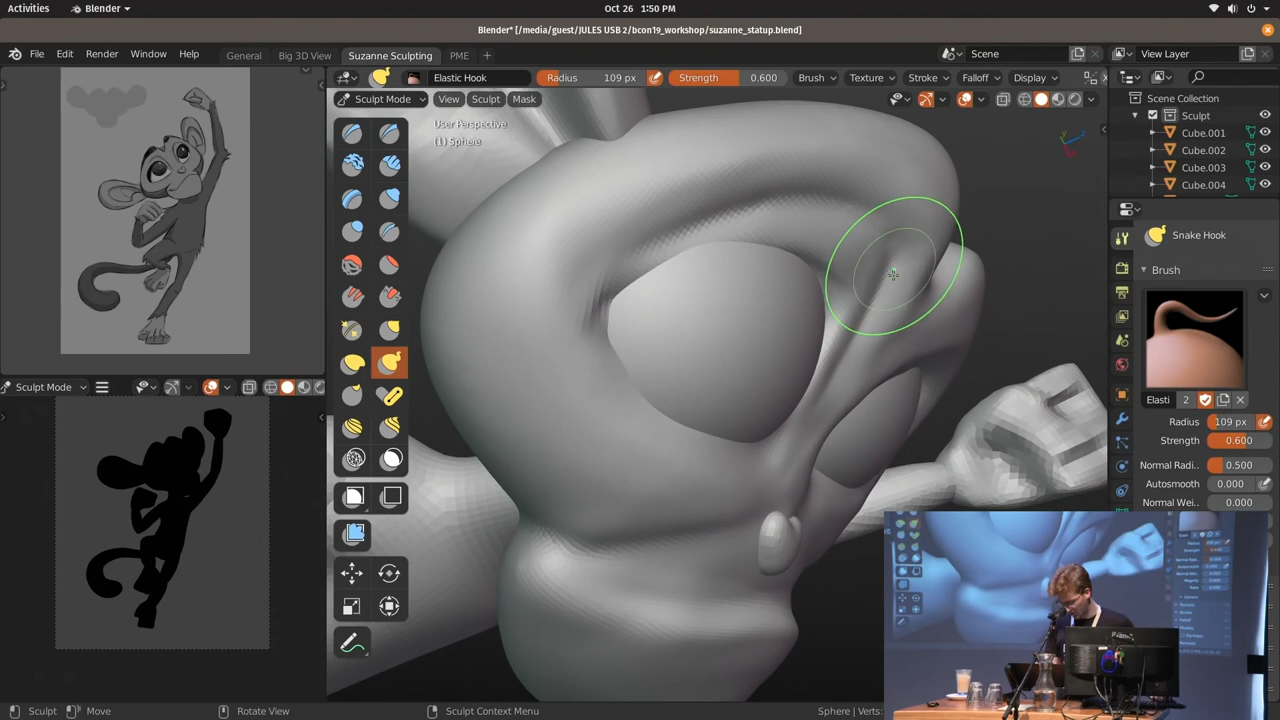 Activities
Blender
Oct 26 1:50 PM
Blender* [/media/guest/JULES USB 2/bcon19_workshop/suzanne_statup.blend]
File Edit Render Window Help
General Big 3D View Suzanne Sculpting PME +
Scene
View Layer
Elastic Hook
Radius 109 px
Strength 0.600
Brush Texture Stroke Falloff Display
Sculpt Mode
View Sculpt Mask
User Perspective
(1) Sphere
Scene Collection
Sculpt
Cube.001
Cube.002
Cube.003
Cube.004
Snake Hook
Brush
Elasti 2
Radius 109 px
Strength 0.600
Normal Radi... 0.500
Autosmooth 0.000
Normal Wei... 0.000
Sculpt Mode
Sculpt
Move
Rotate View
Sculpt Context Menu
Sphere | Verts: